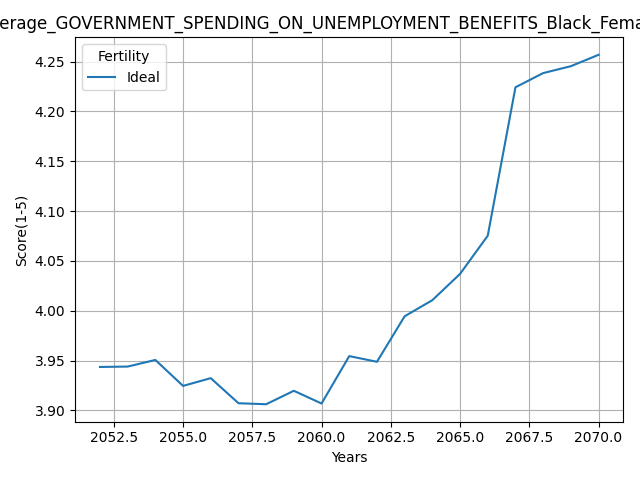 erage_GOVERNMENT_SPENDING_ON_UNEMPLOYMENT_BENEFITS_Black_Fema
Fertility
Ideal
4.25
4.20
4.15
4.10
4.05
4.00
3.95
3.90
Score(1-5)
2052.5 2055.0 2057.5 2060.0 2062.5 2065.0 2067.5 2070.0
Years